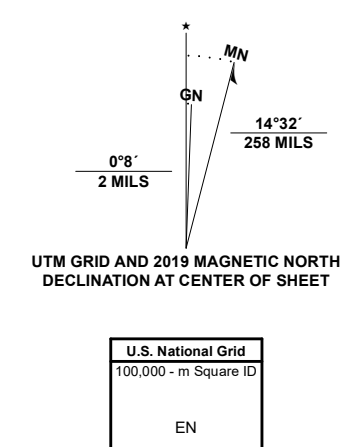 ★
MN
GN
14°32´
258 MILS
0°8´
2 MILS
UTM GRID AND 2019 MAGNETIC NORTH
DECLINATION AT CENTER OF SHEET
U.S. National Grid
100,000 - m Square ID
EN